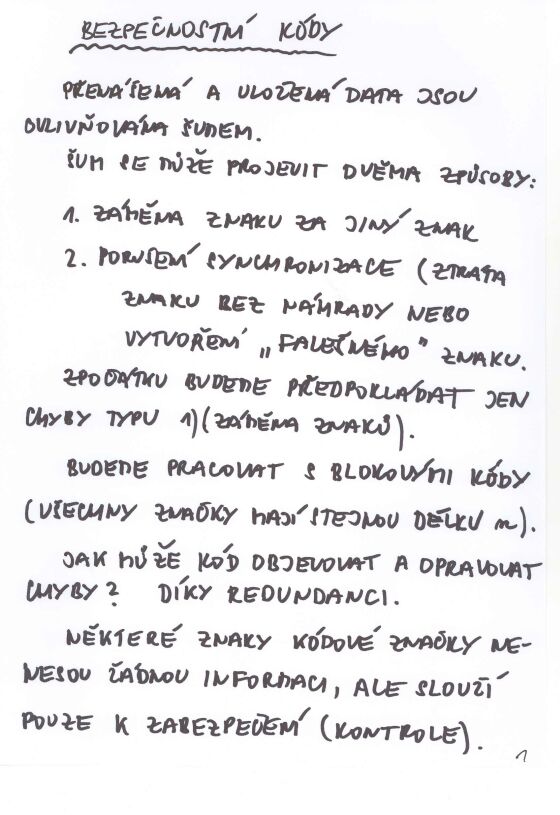 BEZPEČNOSTNÍ KÓDY
PŘENÁŠENÁ A ULOŽENÁ DATA JSOU
OVLIVŇOVÁNA ŠUMEM.
ŠUM SE MŮŽE PROJEVIT DVĚMA ZPŮSOBY:
1. ZÁMĚNA ZNAKU ZA JINÝ ZNAK
2. PORUŠENÍ SYNCHRONIZACE (ZTRÁTA
ZNAKU BEZ NÁHRADY NEBO
VYTVOŘENÍ „FALEŠNÉHO" ZNAKU.
ZPOČÁTKU BUDEME PŘEDPOKLÁDAT JEN
CHYBY TYPU 1) (ZÁMĚNA ZNAKŮ).
BUDEME PRACOVAT S BLOKOVÝMI KÓDY
(VŠECHNY ZNAČKY MAJÍ STEJNOU DÉLKU n).
JAK MŮŽE KÓD OBJEVOVAT A OPRAVOVAT
CHYBY? DÍKY REDUNDANCI.
NĚKTERÉ ZNAKY KÓDOVÉ ZNAČKY NE-
NESOU ŽÁDNOU INFORMACI, ALE SLOUŽÍ
POUZE K ZABEZPEČENÍ (KONTROLE).
1